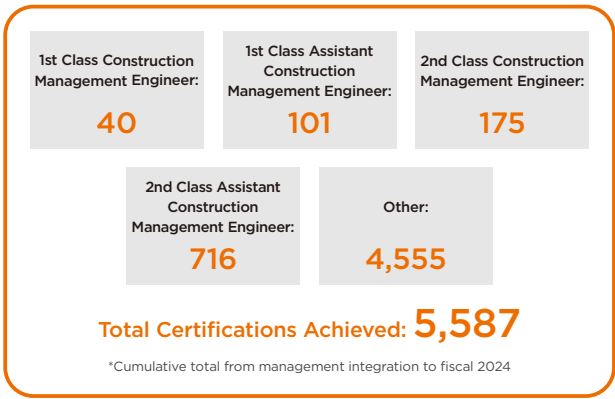 1st Class Construction
Management Engineer:
40
1st Class Assistant
Construction
Management Engineer:
101
2nd Class Construction
Management Engineer:
175
2nd Class Assistant
Construction
Management Engineer:
716
Other:
4,555
Total Certifications Achieved: 5,587
*Cumulative total from management integration to fiscal 2024